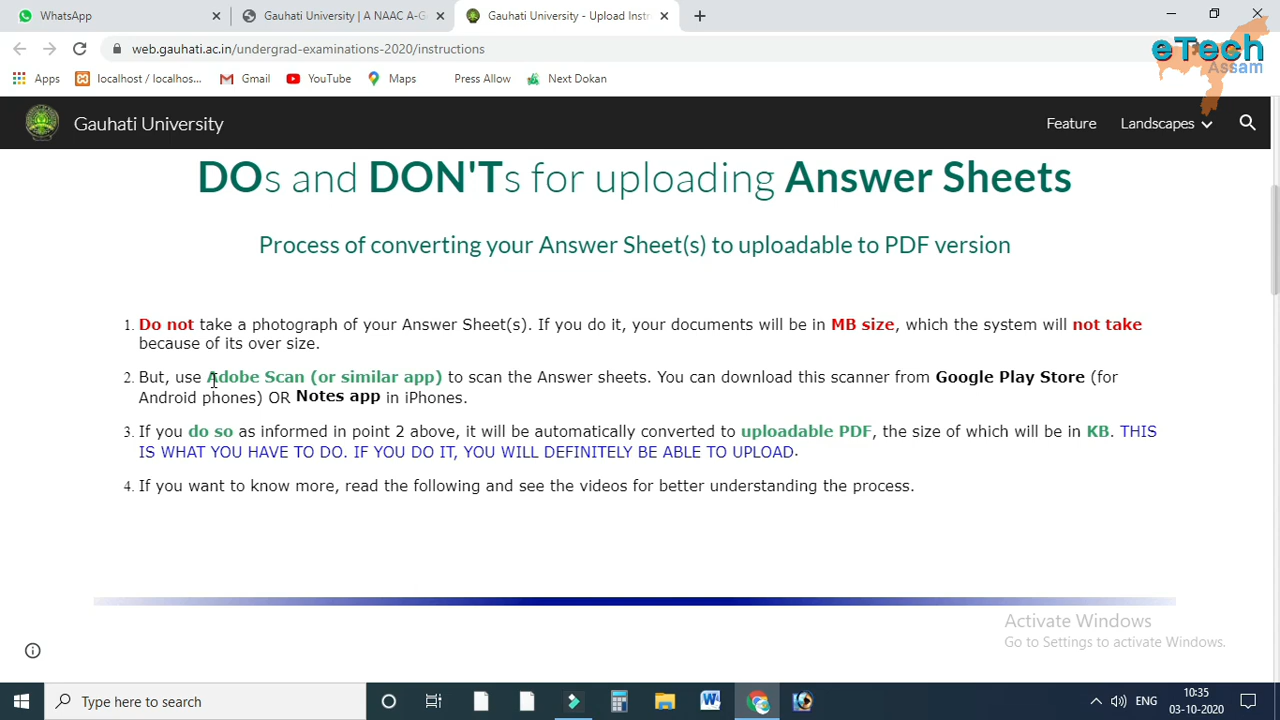 WhatsApp
Gauhati University | A NAAC A-G
Gauhati University - Upload Instr
web.gauhati.ac.in/undergrad-examinations-2020/instructions
eTech
Assam
Apps
localhost / localhos...
Gmail
YouTube
Maps
Press Allow
Next Dokan
Gauhati University
Feature
Landscapes
DOs and DON'Ts for uploading Answer Sheets
Process of converting your Answer Sheet(s) to uploadable to PDF version
1. Do not take a photograph of your Answer Sheet(s). If you do it, your documents will be in MB size, which the system will not take
because of its over size.
2. But, use Adobe Scan (or similar app) to scan the Answer sheets. You can download this scanner from Google Play Store (for
Android phones) OR Notes app in iPhones.
3. If you do so as informed in point 2 above, it will be automatically converted to uploadable PDF, the size of which will be in KB. THIS
IS WHAT YOU HAVE TO DO. IF YOU DO IT, YOU WILL DEFINITELY BE ABLE TO UPLOAD.
4. If you want to know more, read the following and see the videos for better understanding the process.
Activate Windows
Go to Settings to activate Windows.
Type here to search
ENG
10:35
03-10-2020